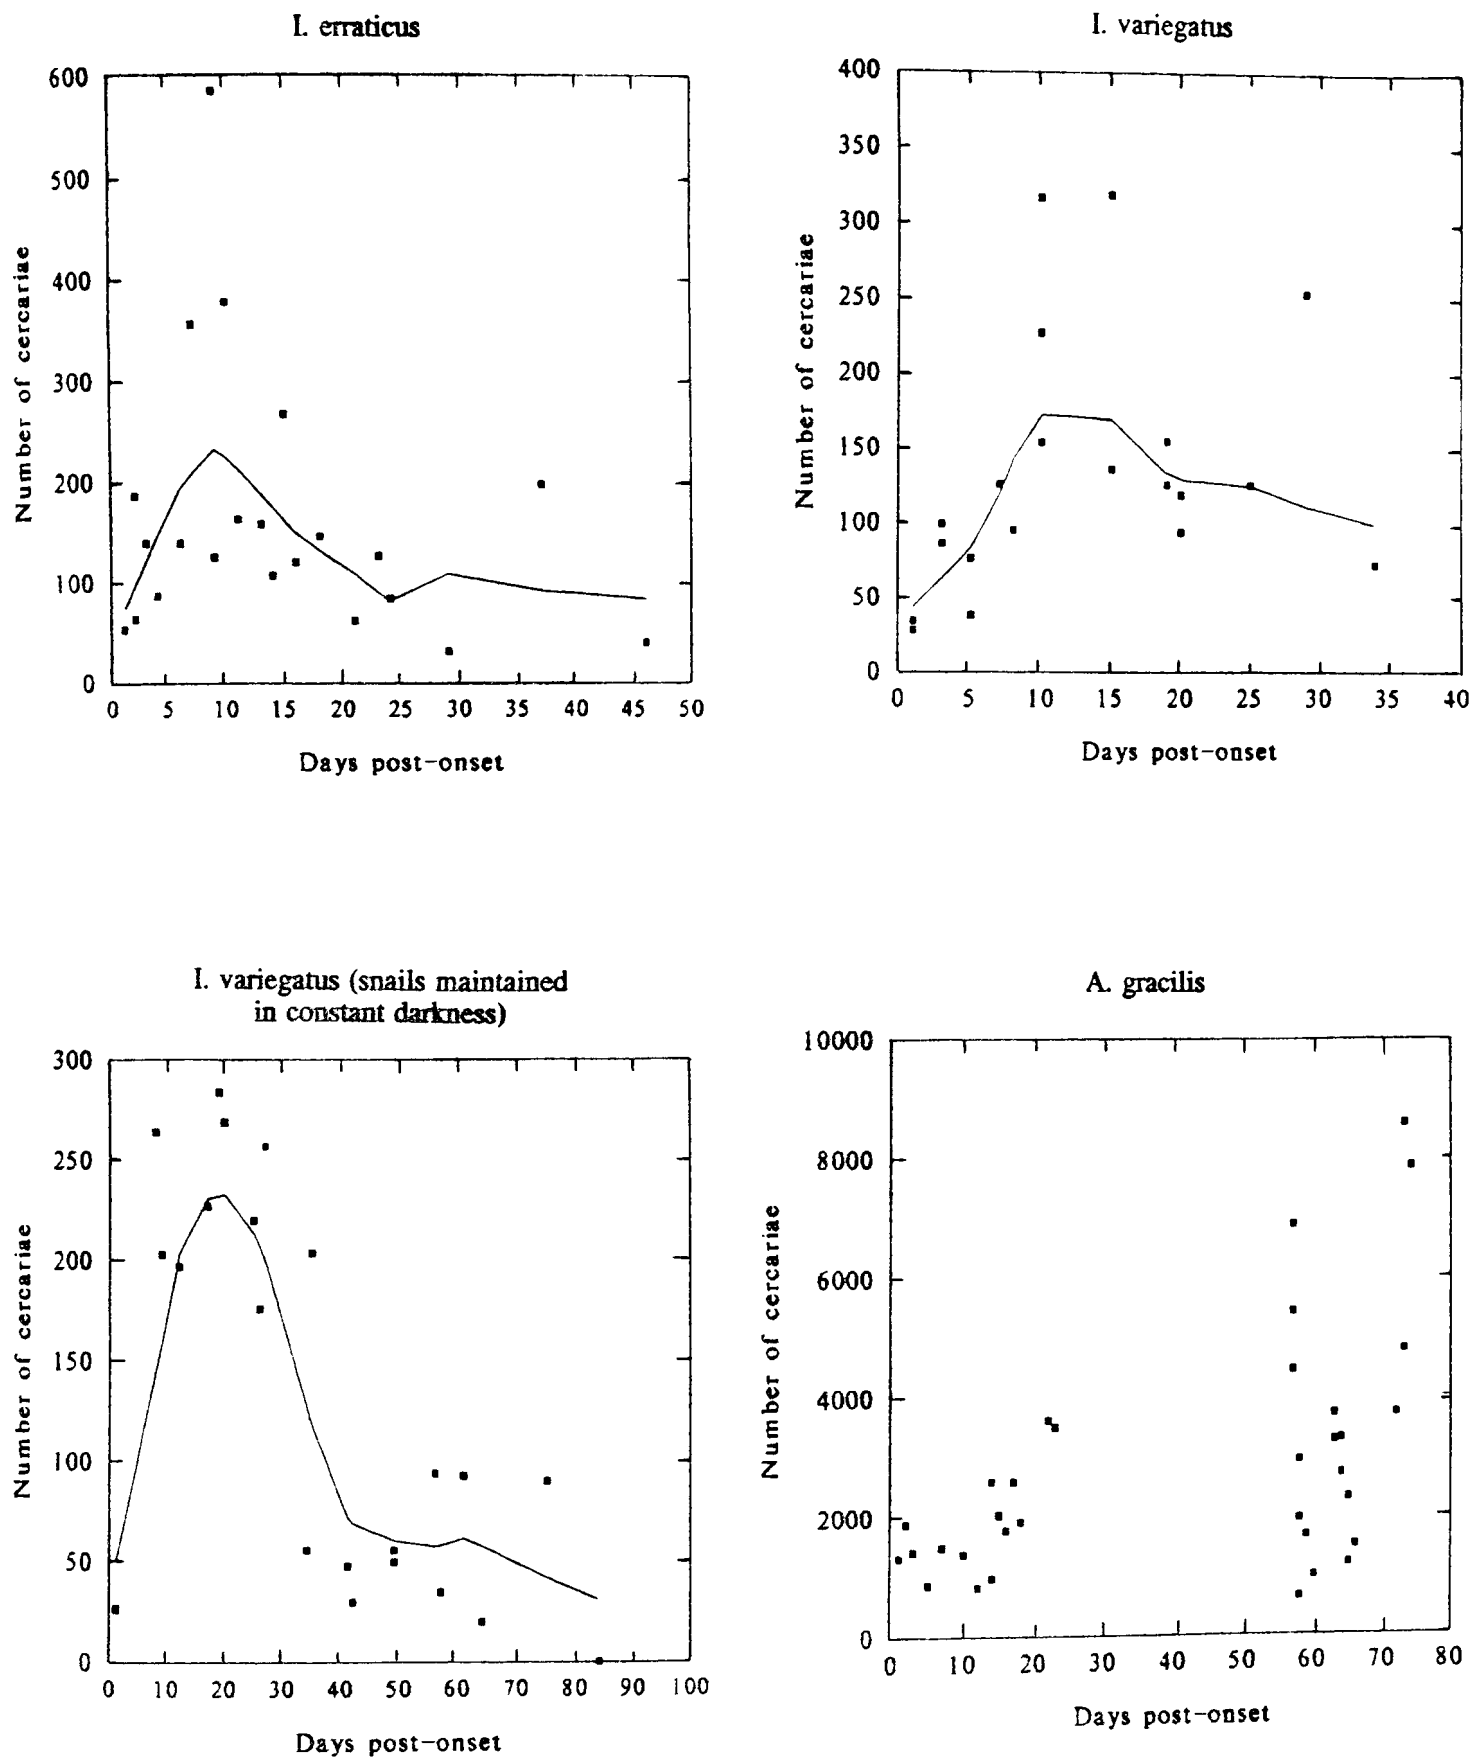 I. erraticus
600
500
400
300
200
100
0
0 5 10 15 20 25 30 35 40 45 50
Number of cercariae
Days post-onset
I. variegatus
400
350
300
250
200
150
100
50
0
0 5 10 15 20 25 30 35 40
Number of cercariae
Days post-onset
I. variegatus (snails maintained
in constant darkness)
300
250
200
150
100
50
0
0 10 20 30 40 50 60 70 80 90 100
Number of cercariae
Days post-onset
A. gracilis
10000
8000
6000
4000
2000
0
0 10 20 30 40 50 60 70 80
Number of cercariae
Days post-onset